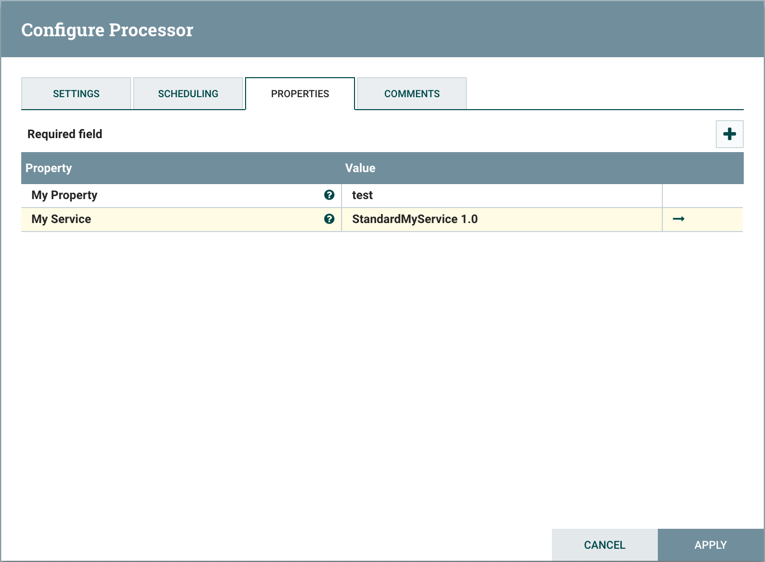 Configure Processor
SETTINGS SCHEDULING PROPERTIES COMMENTS
Required field
Property Value
My Property test
My Service StandardMyService 1.0
CANCEL APPLY